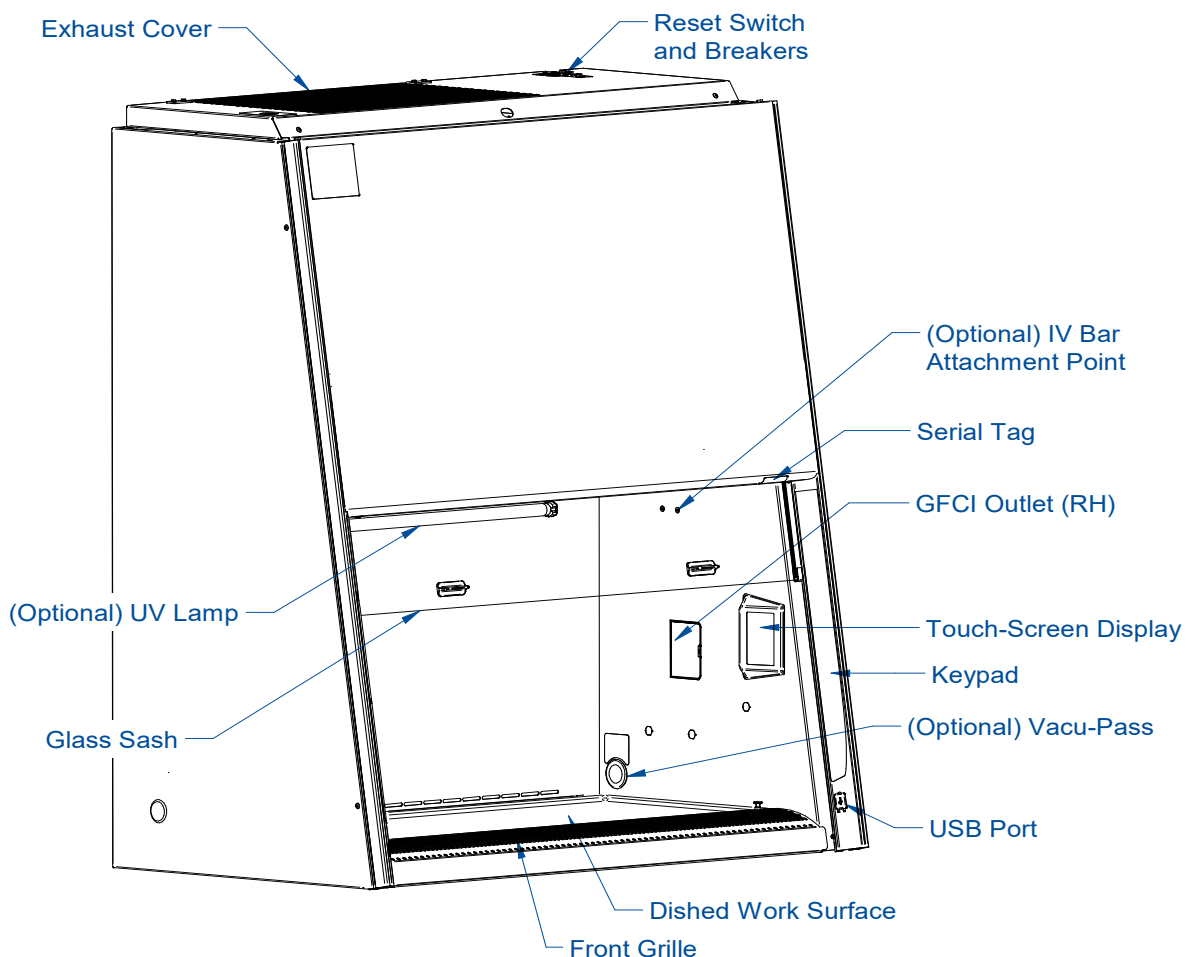 Exhaust Cover
Reset Switch
and Breakers
(Optional) IV Bar
Attachment Point
Serial Tag
GFCI Outlet (RH)
(Optional) UV Lamp
Touch-Screen Display
Keypad
Glass Sash
(Optional) Vacu-Pass
USB Port
Dished Work Surface
Front Grille